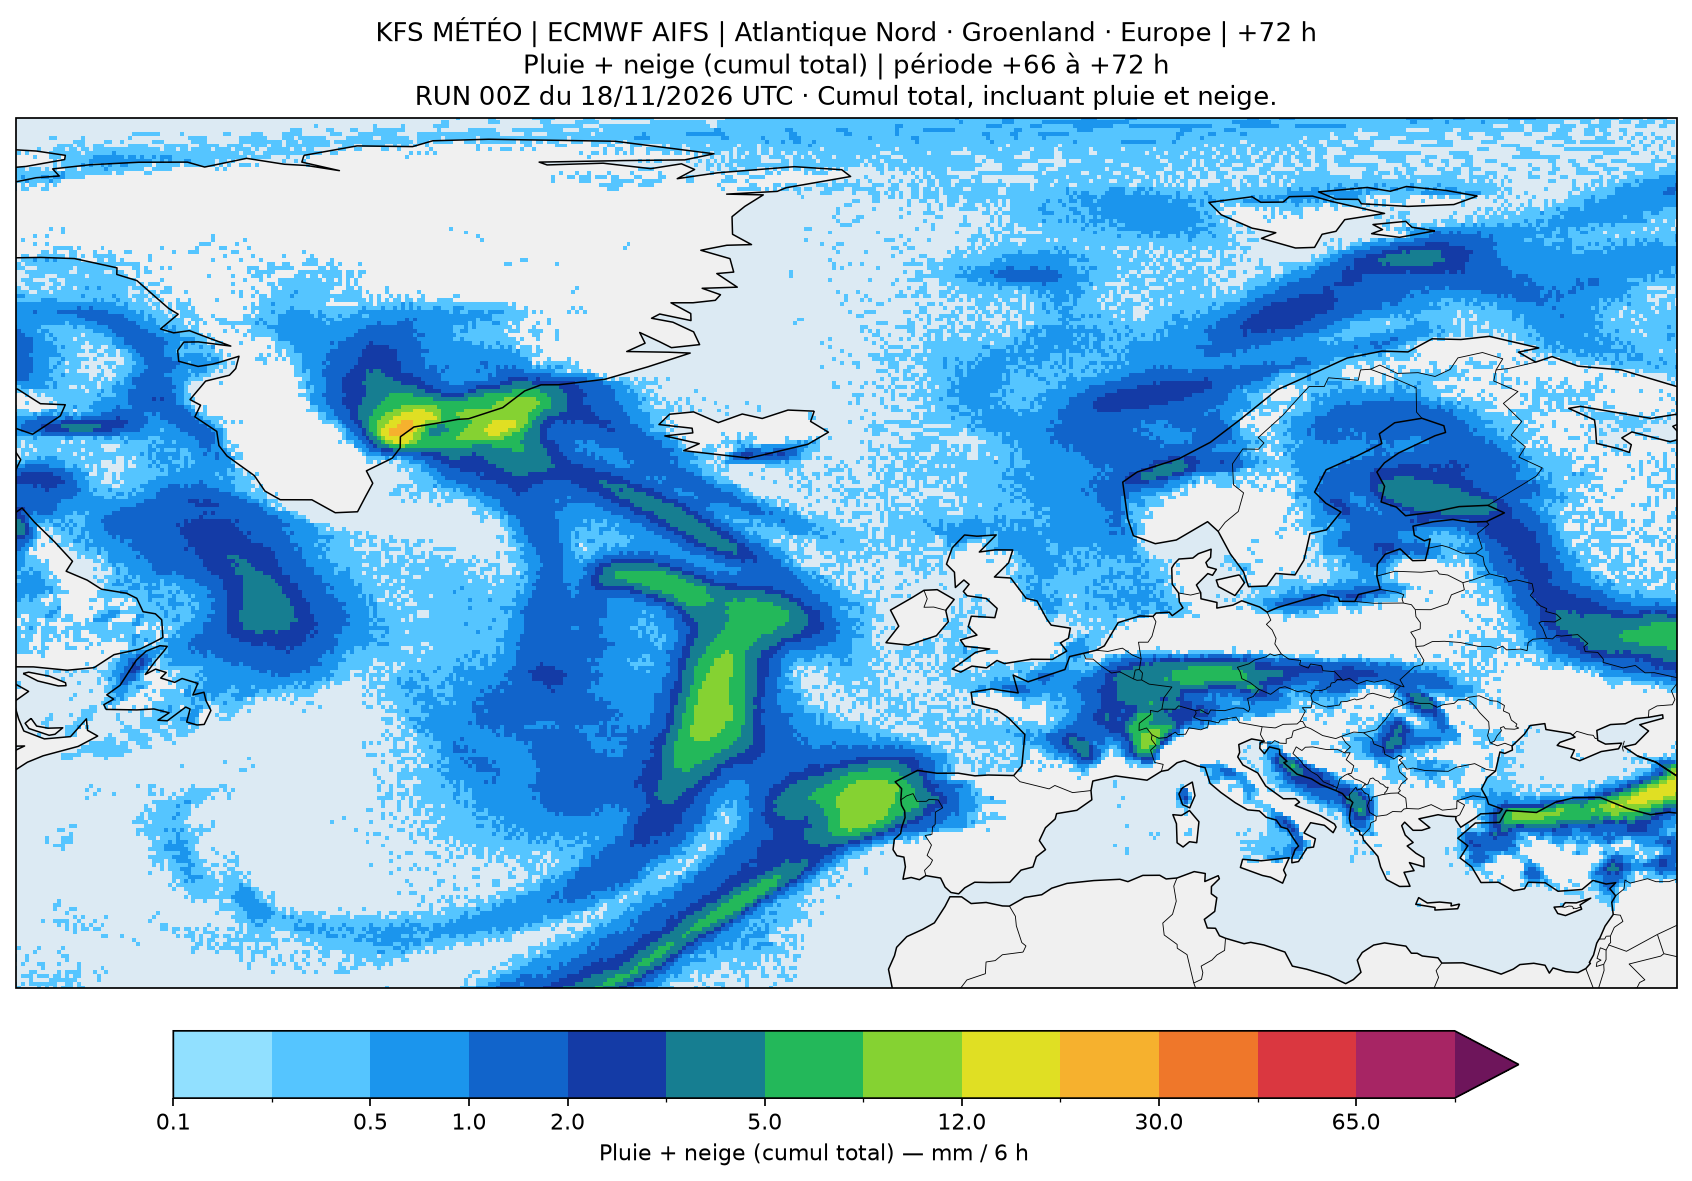 KFS MÉTÉO | ECMWF AIFS | Atlantique Nord · Groenland · Europe | +72 h
Pluie + neige (cumul total) | période +66 à +72 h
RUN 00Z du 18/11/2026 UTC · Cumul total, incluant pluie et neige.
0.1 0.5 1.0 2.0 5.0 12.0 30.0 65.0
Pluie + neige (cumul total) — mm / 6 h